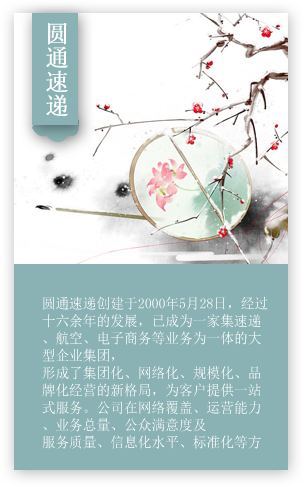 圆通速递
圆通速递创建于2000年5月28日，经过
十六余年的发展，已成为一家集速递
、航空、电子商务等业务为一体的大
型企业集团，
形成了集团化、网络化、规模化、品
牌化经营的新格局，为客户提供一站
式服务。公司在网络覆盖、运营能力
、业务总量、公众满意度及
服务质量、信息化水平、标准化等方